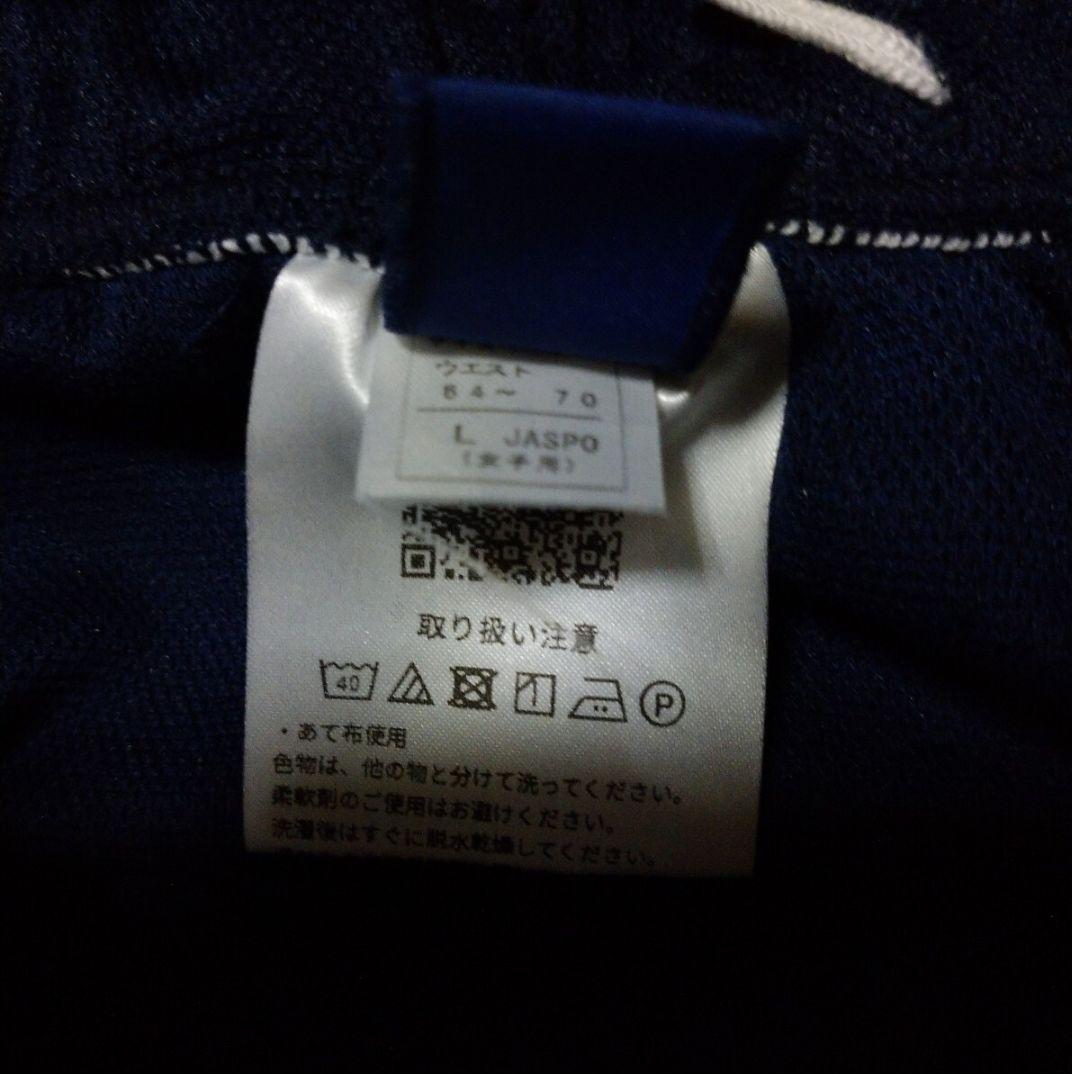 ウエスト
64～ 70
L JASPO
(女子用)
取り扱い注意
40
P
・あて布使用
色物は、他の物と分けて洗ってください。
柔軟剤のご使用はお避けください。
洗濯後はすぐに脱水乾燥してください。